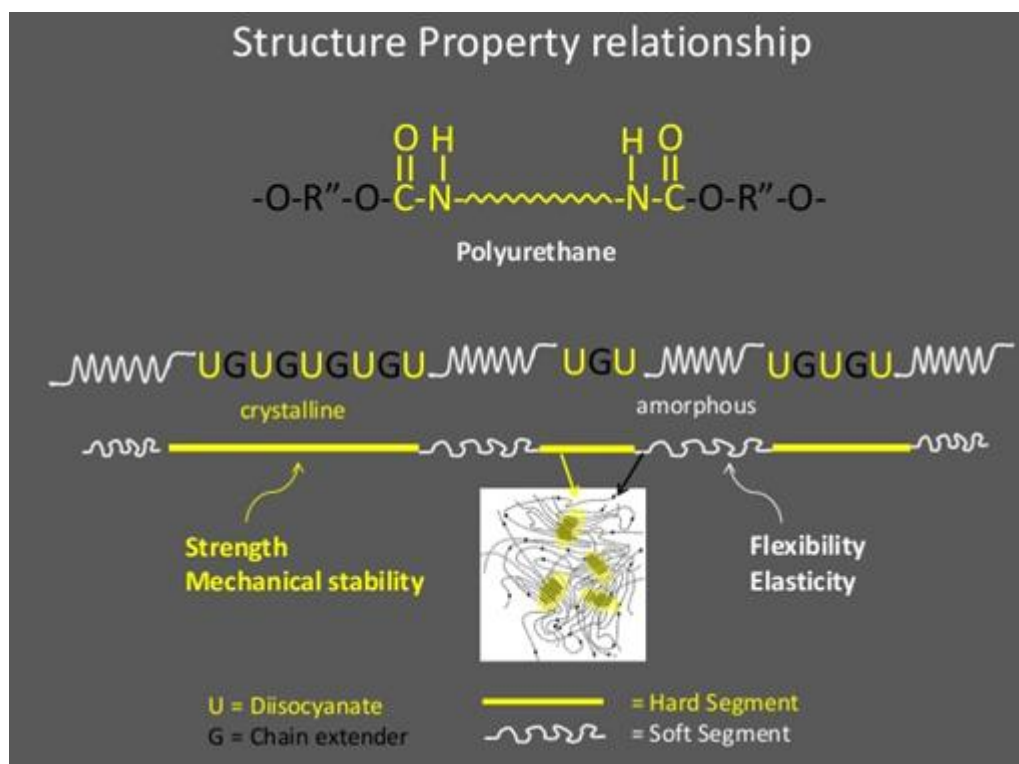 Structure Property relationship
O H H O
-O-R”-O-C-N- -N-C-O-R”-O-
Polyurethane
UGUGUGUGU UGU UGUGU
crystalline amorphous
Strength Flexibility
Mechanical stability Elasticity
U = Diisocyanate = Hard Segment
G = Chain extender = Soft Segment